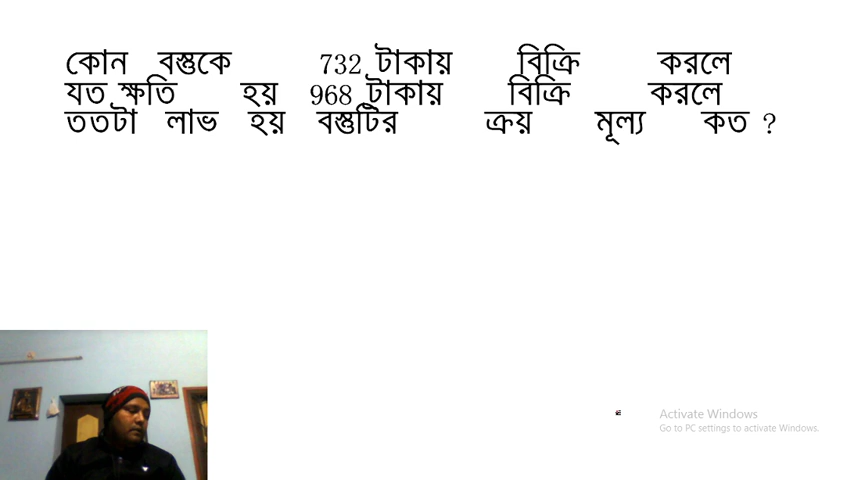 কোন বস্তুকে 732 টাকায় বিক্রি করলে
যত ক্ষতি হয় 968 টাকায় বিক্রি করলে
ততটা লাভ হয় বস্তুটির ক্রয় মূল্য কত ?
Activate Windows
Go to PC settings to activate Windows.